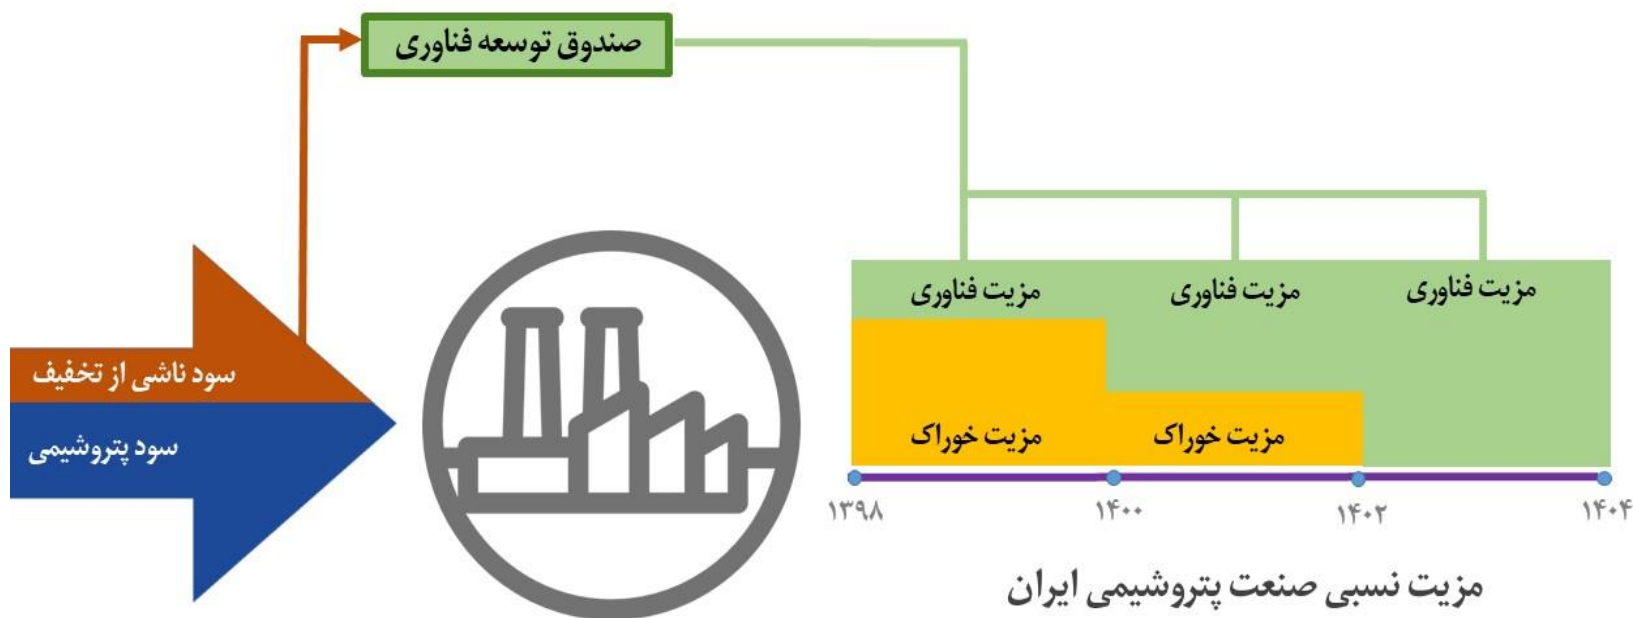 صندوق توسعه فناوری
مزیت فناوری
مزیت فناوری
مزیت فناوری
سود ناشی از تخفیف
سود پتروشیمی
مزیت خوراک
مزیت خوراک
۱۳۹۸
۱۴۰۰
۱۴۰۲
۱۴۰۴
مزیت نسبی صنعت پتروشیمی ایران